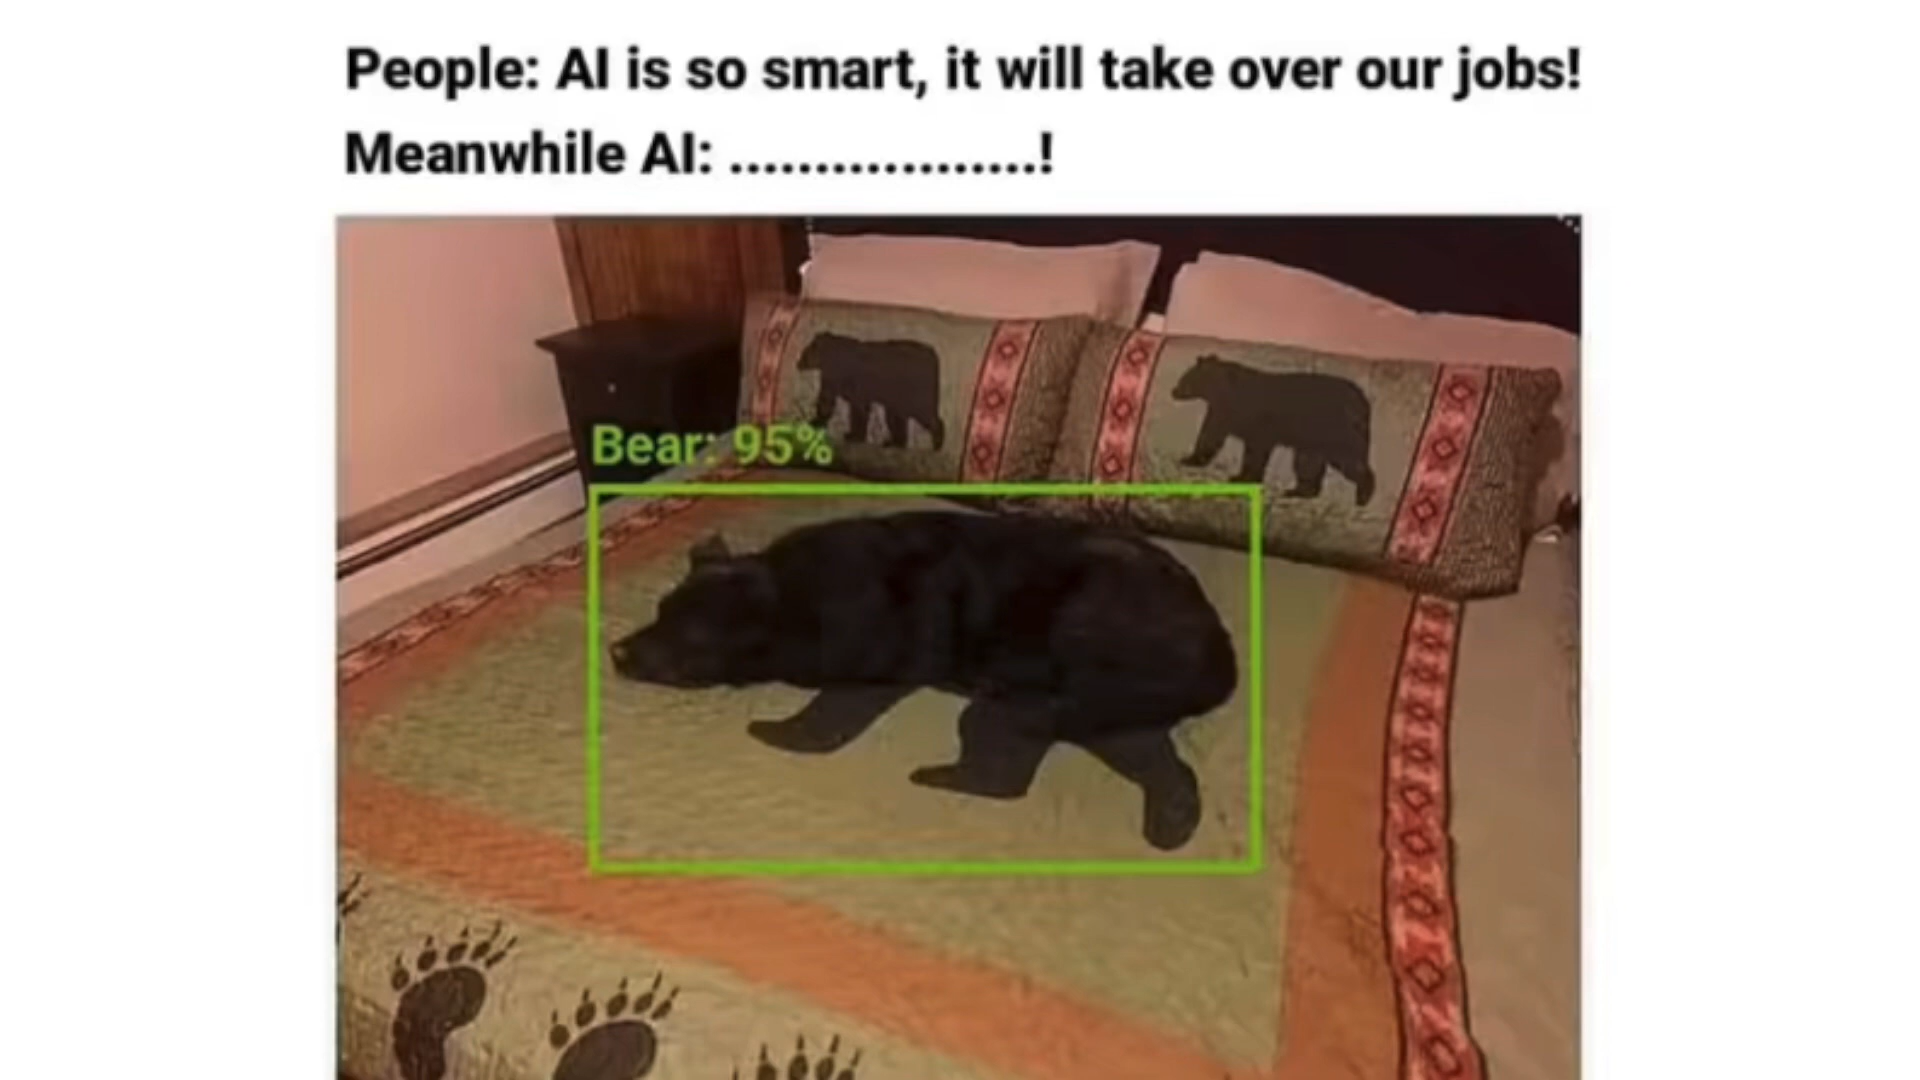 People: AI is so smart, it will take over our jobs!
Meanwhile AI: ..................!
Bear: 95%